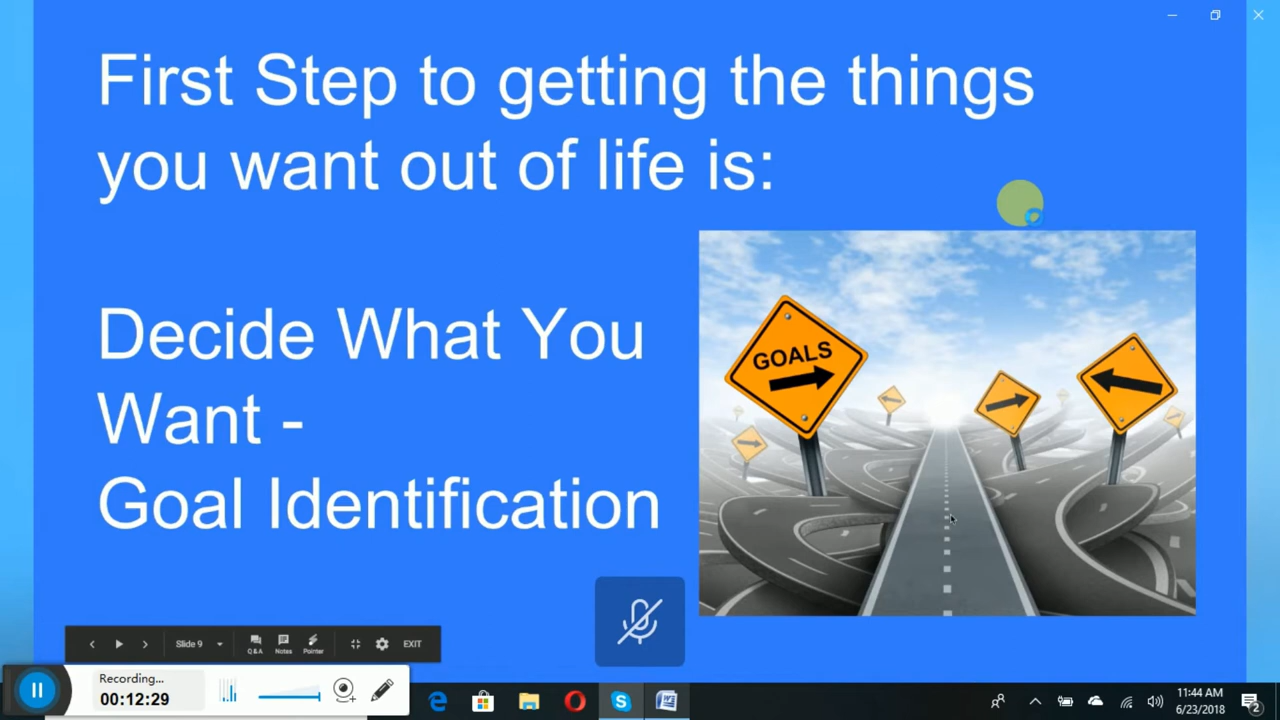 First Step to getting the things
you want out of life is:
Decide What You
Want -
Goal Identification
GOALS
Slide 9
Q&A
Notes
Pointer
EXIT
Recording...
00:12:29
11:44 AM
6/23/2018
2